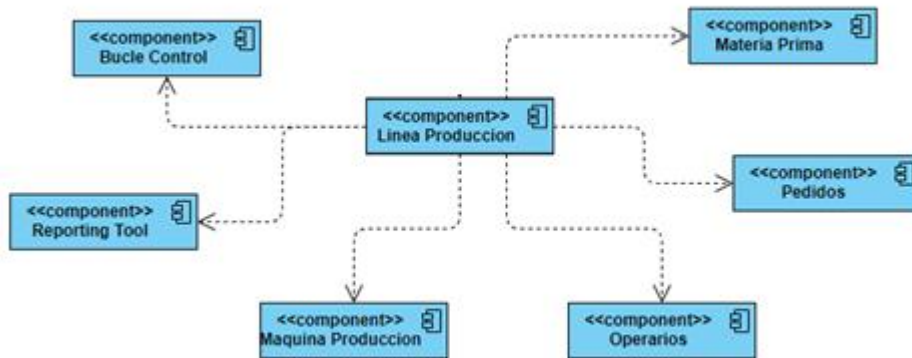 <<component>>
Bucle Control
<<component>>
Materia Prima
<<component>>
Linea Produccion
<<component>>
Pedidos
<<component>>
Reporting Tool
<<component>>
Maquina Produccion
<<component>>
Operarios